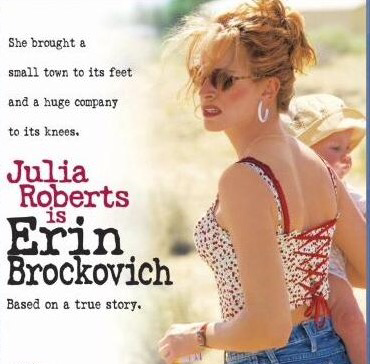 She brought a
small town to its feet
and a huge company
to its knees.
Julia
Roberts
is
Erin
Brockovich
Based on a true story.